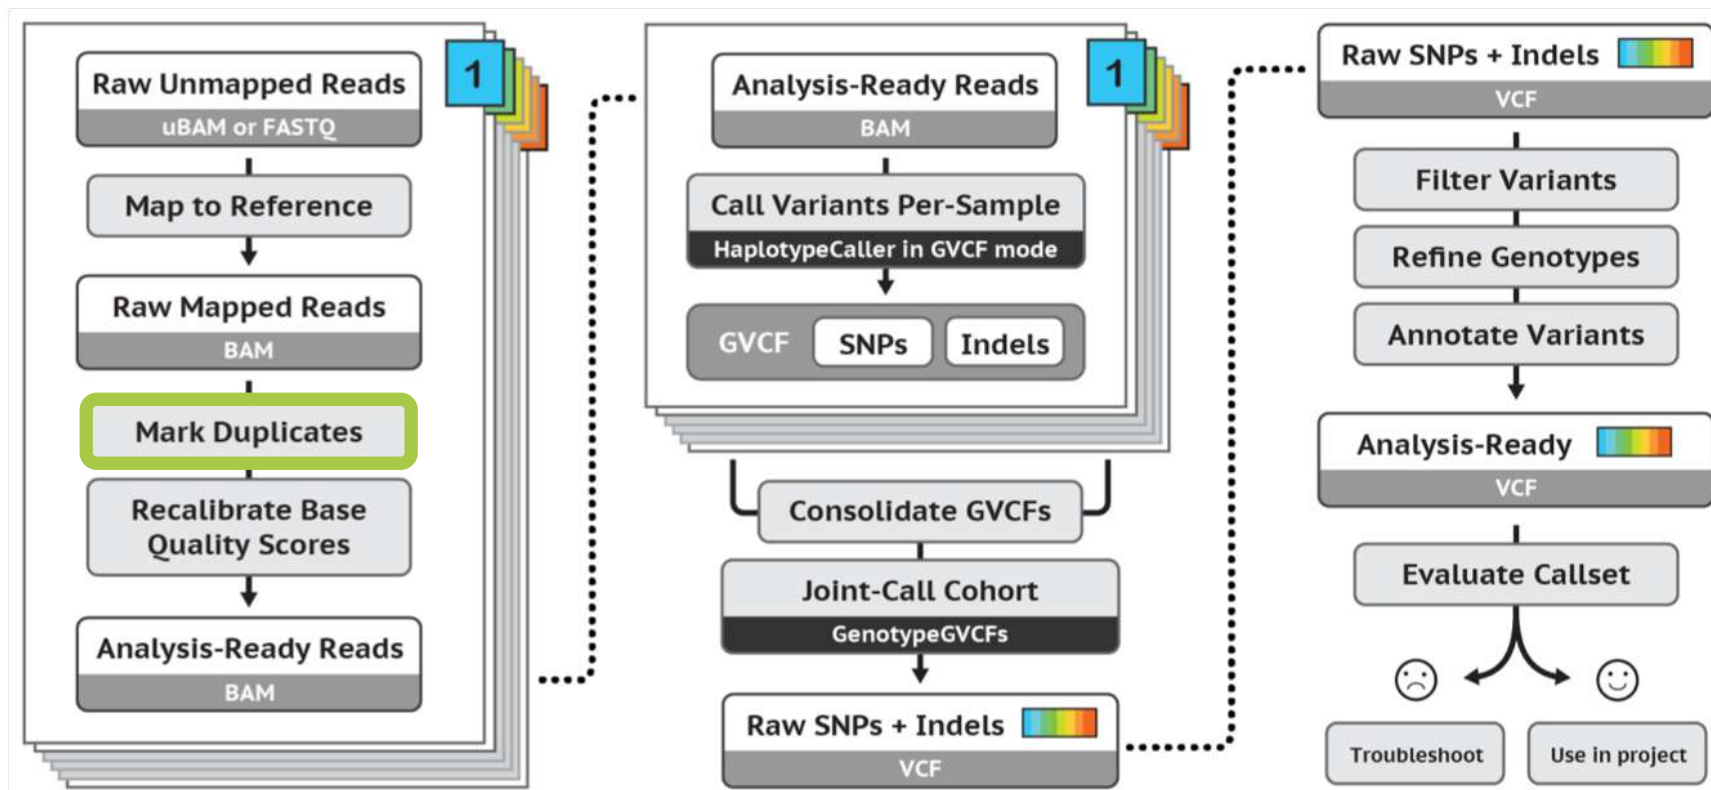 1
Raw Unmapped Reads
uBAM or FASTQ
Map to Reference
Raw Mapped Reads
BAM
Mark Duplicates
Recalibrate Base
Quality Scores
Analysis-Ready Reads
BAM
1
Analysis-Ready Reads
BAM
Call Variants Per-Sample
HaplotypeCaller in GVCF mode
GVCF SNPs Indels
Consolidate GVCFs
Joint-Call Cohort
GenotypeGVCFs
Raw SNPs + Indels
VCF
Raw SNPs + Indels
VCF
Filter Variants
Refine Genotypes
Annotate Variants
Analysis-Ready
VCF
Evaluate Callset
Troubleshoot
Use in project